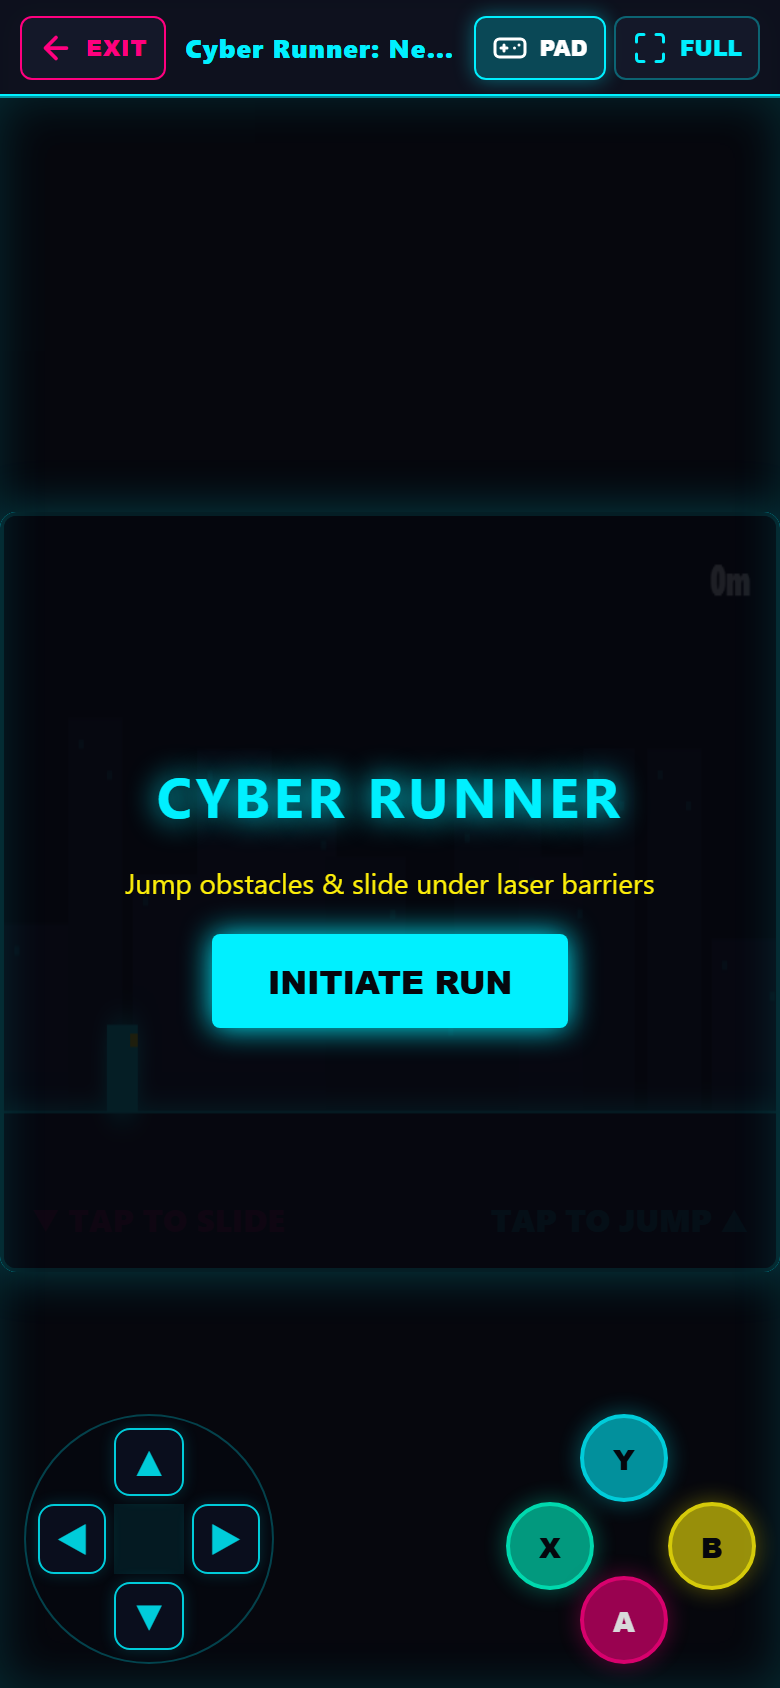 EXIT
Cyber Runner: Ne...
PAD
FULL
0m
CYBER RUNNER
Jump obstacles & slide under laser barriers
INITIATE RUN
▼ TAP TO SLIDE
TAP TO JUMP ▲
▲
Y
◀
▶
X
B
▼
A